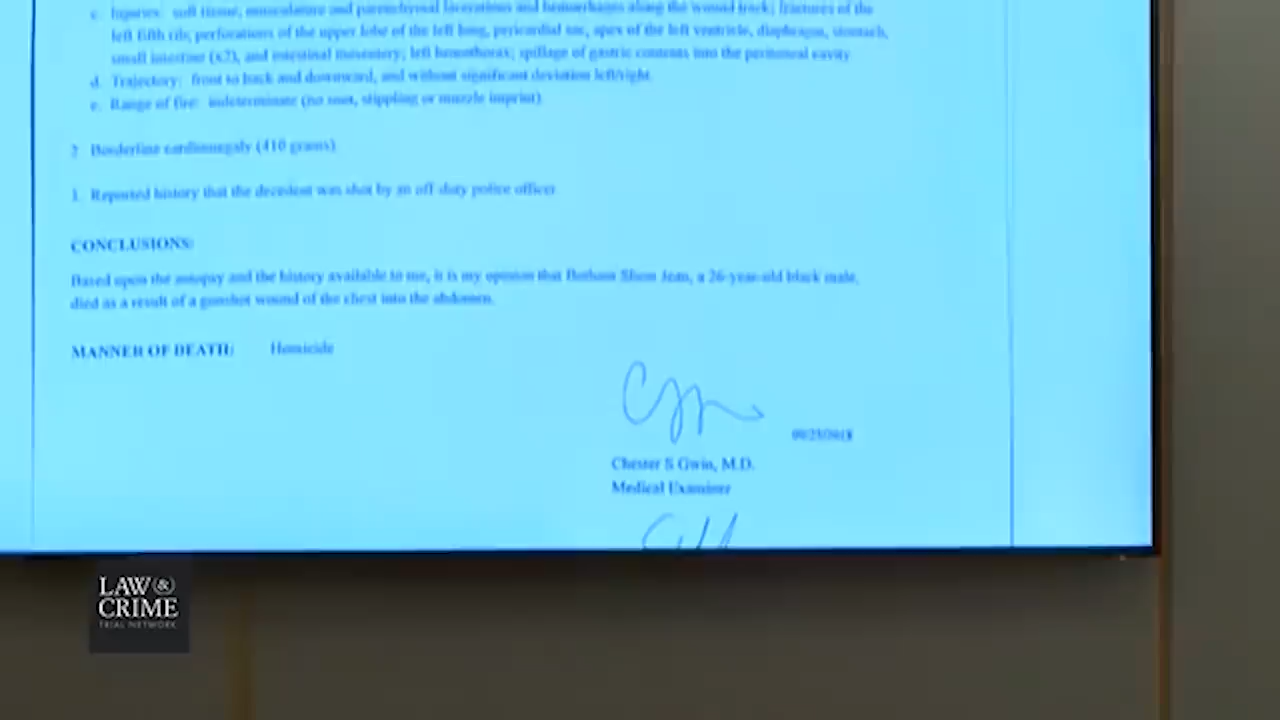 c. Injuries: soft tissue, musculature and parenchymal lacerations and hemorrhages along the wound track; fractures of the
left fifth rib; perforations of the upper lobe of the left lung, pericardial sac, apex of the left ventricle, diaphragm, stomach,
small intestine (x2), and intestinal mesentery; left hemothorax; spillage of gastric contents into the peritoneal cavity
d. Trajectory: front to back and downward, and without significant deviation left/right.
e. Range of fire: indeterminate (no soot, stippling or muzzle imprint)
2. Borderline cardiomegaly (410 grams)
Reported history that the decedent was shot by an off duty police officer
CONCLUSIONS:
Based upon the autopsy and the history available to me, it is my opinion that Botham Shem Jean, a 26-year-old black male,
died as a result of a gunshot wound of the chest into the abdomen.
MANNER OF DEATH: Homicide
Chester S Gwin, M.D.
Medical Examiner
LAW &
CRIME
TRIAL NETWORK